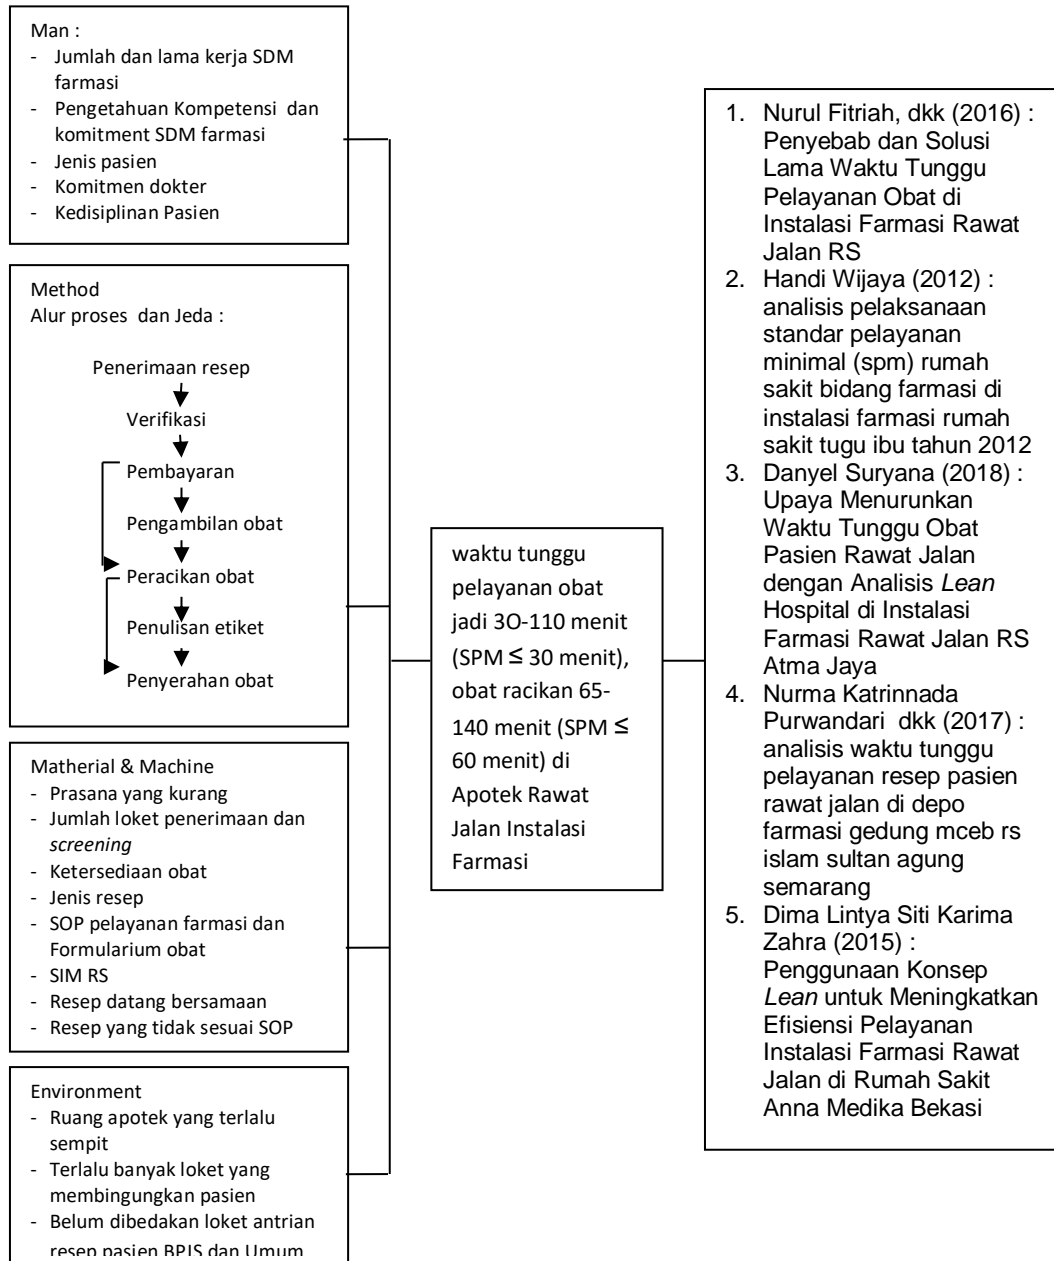 Man :
- Jumlah dan lama kerja SDM
farmasi
- Pengetahuan Kompetensi dan
komitment SDM farmasi
- Jenis pasien
- Komitmen dokter
- Kedisiplinan Pasien
Method
Alur proses dan Jeda :
Penerimaan resep
Verifikasi
Pembayaran
Pengambilan obat
Peracikan obat
Penulisan etiket
Penyerahan obat
Matherial & Machine
- Prasana yang kurang
- Jumlah loket penerimaan dan
screening
- Ketersediaan obat
- Jenis resep
- SOP pelayanan farmasi dan
Formularium obat
- SIM RS
- Resep datang bersamaan
- Resep yang tidak sesuai SOP
Environment
- Ruang apotek yang terlalu
sempit
- Terlalu banyak loket yang
membingungkan pasien
- Belum dibedakan loket antrian
resep pasien BPJS dan Umum
waktu tunggu
pelayanan obat
jadi 3O-110 menit
(SPM ≤ 30 menit),
obat racikan 65-
140 menit (SPM ≤
60 menit) di
Apotek Rawat
Jalan Instalasi
Farmasi
1. Nurul Fitriah, dkk (2016) :
Penyebab dan Solusi
Lama Waktu Tunggu
Pelayanan Obat di
Instalasi Farmasi Rawat
Jalan RS
2. Handi Wijaya (2012) :
analisis pelaksanaan
standar pelayanan
minimal (spm) rumah
sakit bidang farmasi di
instalasi farmasi rumah
sakit tugu ibu tahun 2012
3. Danyel Suryana (2018) :
Upaya Menurunkan
Waktu Tunggu Obat
Pasien Rawat Jalan
dengan Analisis Lean
Hospital di Instalasi
Farmasi Rawat Jalan RS
Atma Jaya
4. Nurma Katrinnada
Purwandari dkk (2017) :
analisis waktu tunggu
pelayanan resep pasien
rawat jalan di depo
farmasi gedung mceb rs
islam sultan agung
semarang
5. Dima Lintya Siti Karima
Zahra (2015) :
Penggunaan Konsep
Lean untuk Meningkatkan
Efisiensi Pelayanan
Instalasi Farmasi Rawat
Jalan di Rumah Sakit
Anna Medika Bekasi